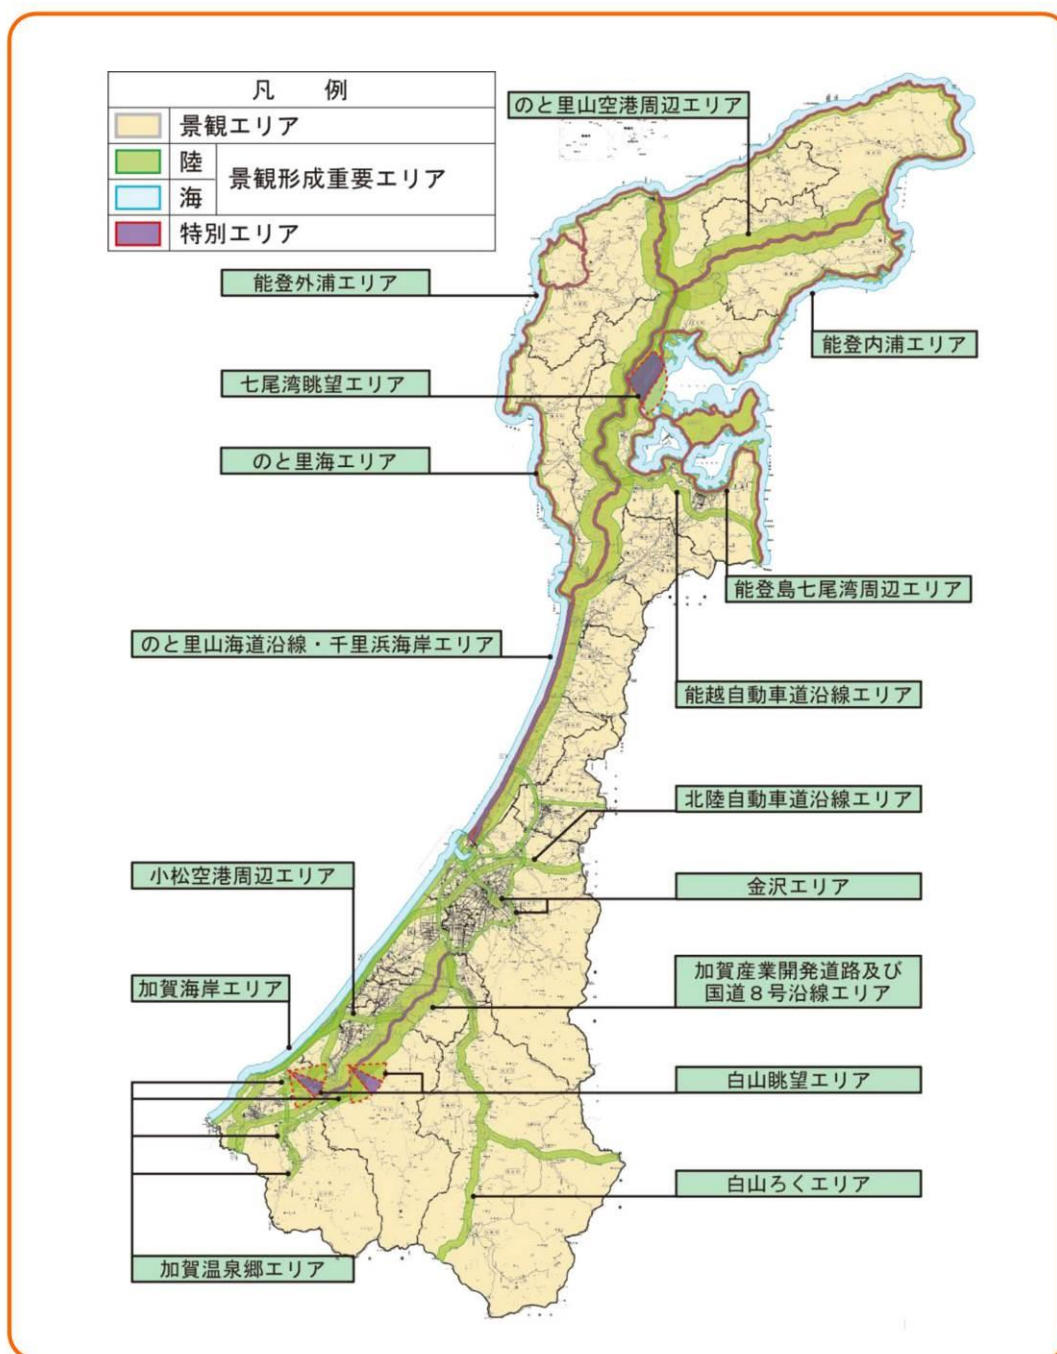 凡 例
景観エリア
陸
海
景観形成重要エリア
特別エリア
のと里山空港周辺エリア
能登外浦エリア
能登内浦エリア
七尾湾眺望エリア
のと里海エリア
能登島七尾湾周辺エリア
のと里山海道沿線・千里浜海岸エリア
能越自動車道沿線エリア
北陸自動車道沿線エリア
小松空港周辺エリア
金沢エリア
加賀産業開発道路及び
国道８号沿線エリア
加賀海岸エリア
白山眺望エリア
白山ろくエリア
加賀温泉郷エリア